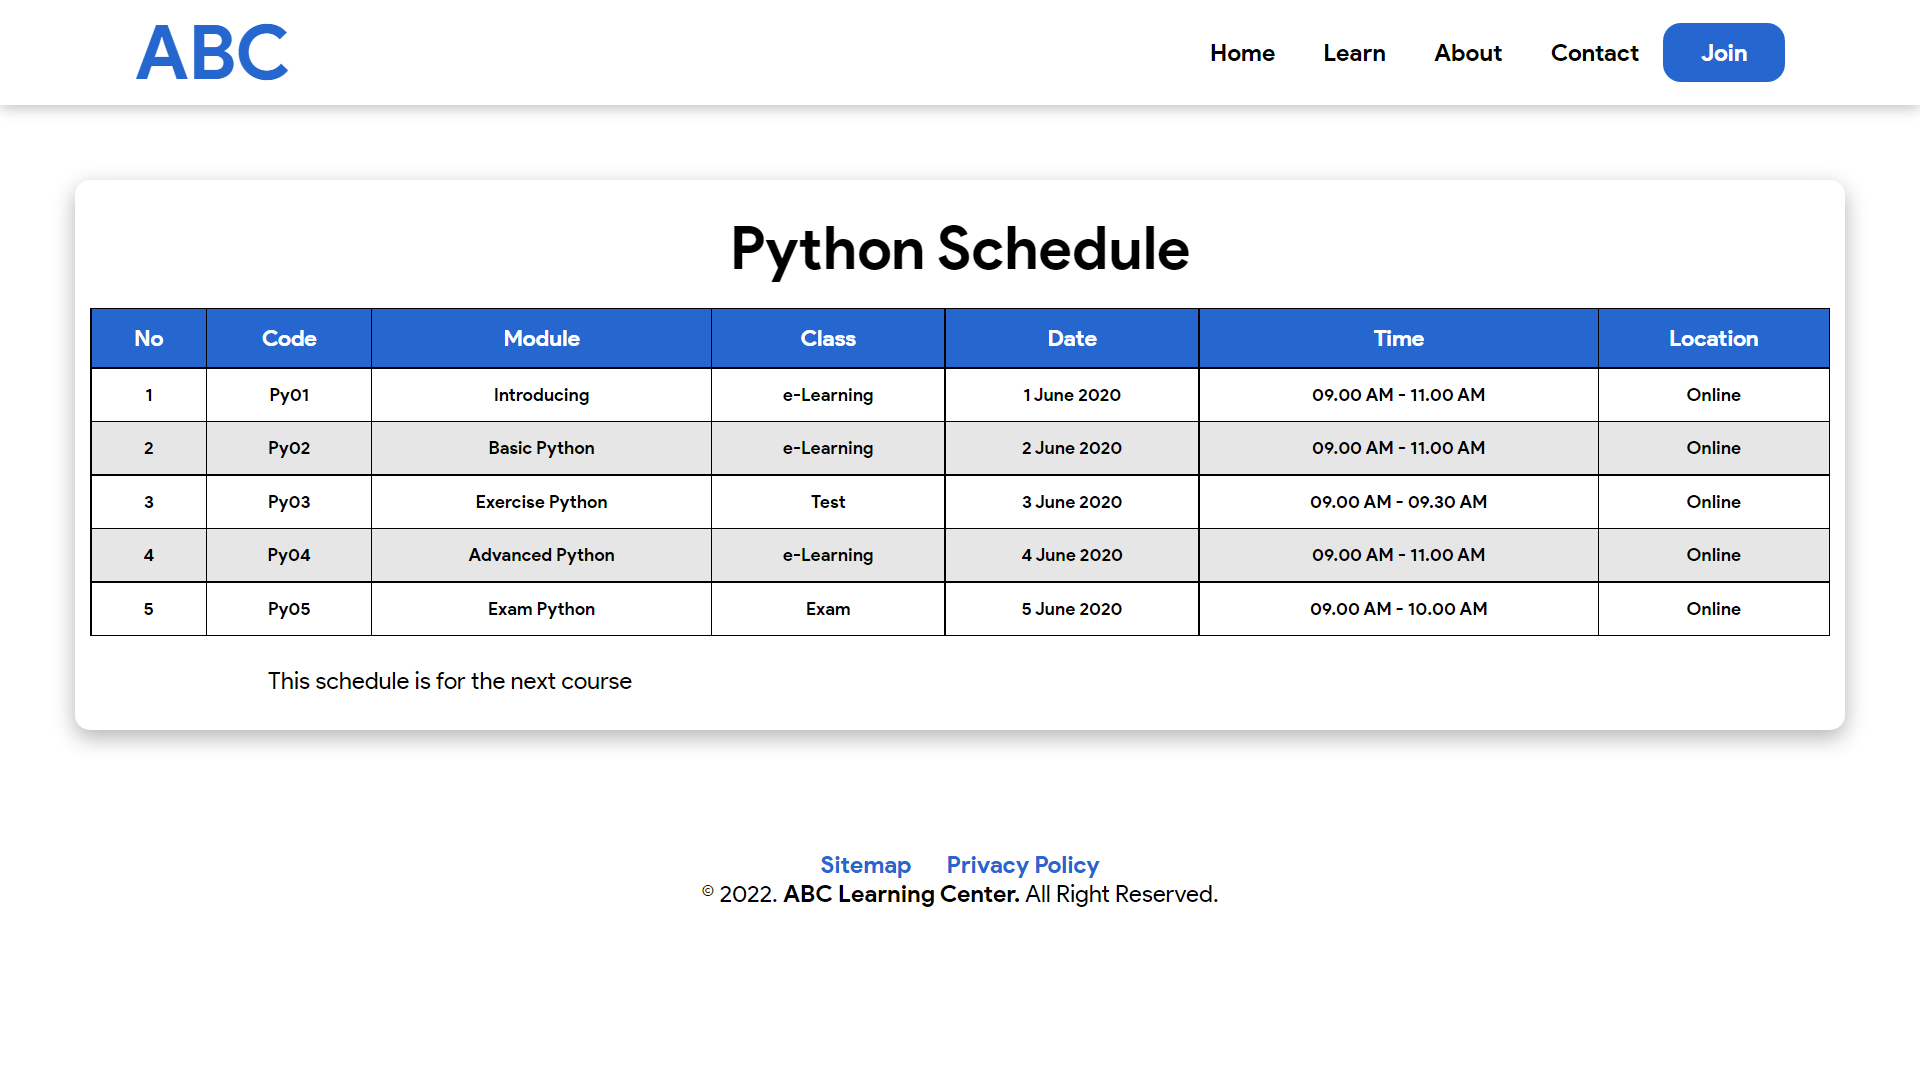 ABC
Home Learn About Contact Join
Python Schedule
No Code Module Class Date Time Location
1 Py01 Introducing e-Learning 1 June 2020 09.00 AM - 11.00 AM Online
2 Py02 Basic Python e-Learning 2 June 2020 09.00 AM - 11.00 AM Online
3 Py03 Exercise Python Test 3 June 2020 09.00 AM - 09.30 AM Online
4 Py04 Advanced Python e-Learning 4 June 2020 09.00 AM - 11.00 AM Online
5 Py05 Exam Python Exam 5 June 2020 09.00 AM - 10.00 AM Online
This schedule is for the next course
Sitemap Privacy Policy
© 2022. ABC Learning Center. All Right Reserved.